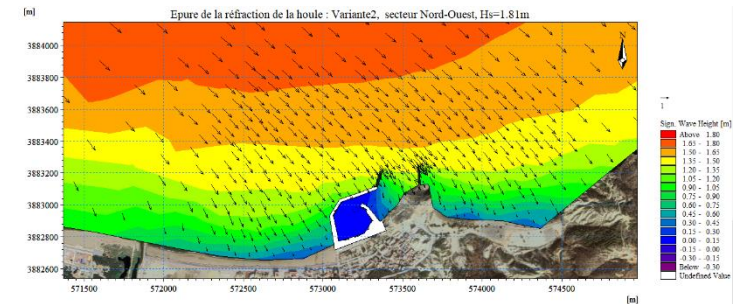 Epure de la réfraction de la houle : Variante2, secteur Nord-Ouest, Hs=1.81m
[m]
3884000
3883800
3883600
3883400
3883200
3883000
3882800
3882600
571500 572000 572500 573000 573500 574000 574500
[m]
1
Sign. Wave Height [m]
Above 1.80
1.65 - 1.80
1.50 - 1.65
1.35 - 1.50
1.20 - 1.35
1.05 - 1.20
0.90 - 1.05
0.75 - 0.90
0.60 - 0.75
0.45 - 0.60
0.30 - 0.45
0.15 - 0.30
0.00 - 0.15
-0.15 - 0.00
-0.30 - -0.15
Below -0.30
Undefined Value